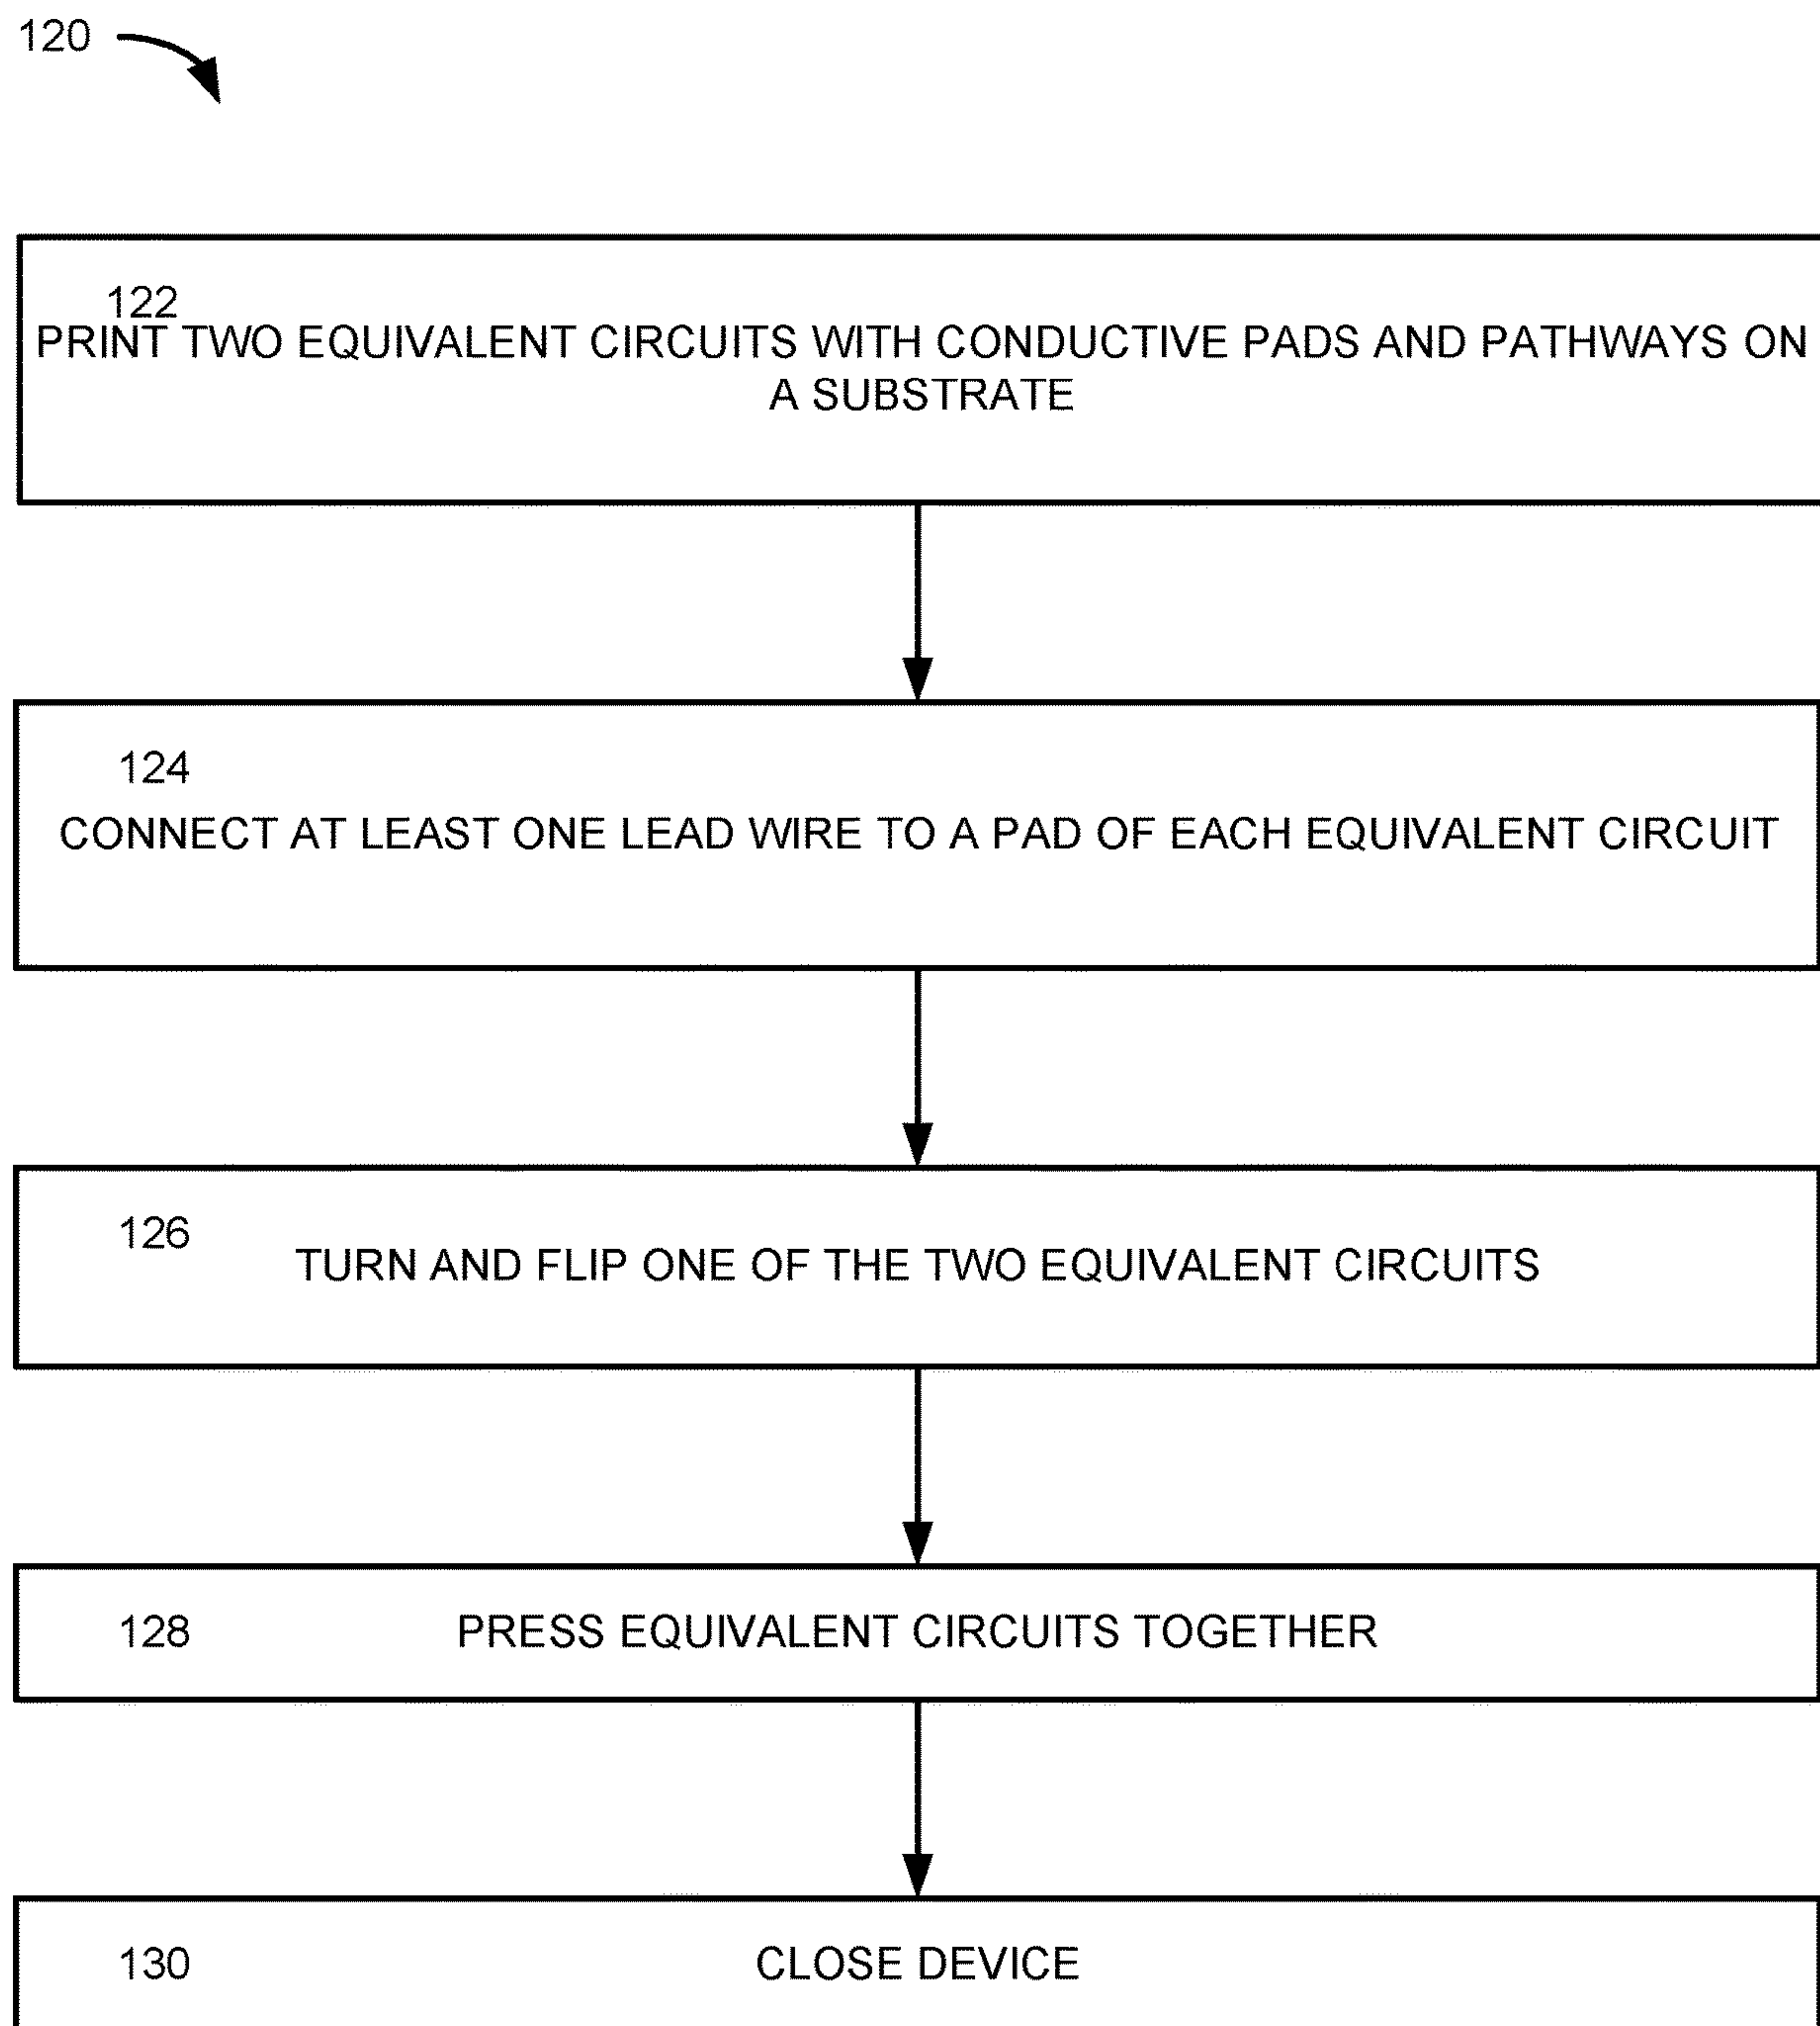 120
122
PRINT TWO EQUIVALENT CIRCUITS WITH CONDUCTIVE PADS AND PATHWAYS ON
A SUBSTRATE
124
CONNECT AT LEAST ONE LEAD WIRE TO A PAD OF EACH EQUIVALENT CIRCUIT
126
TURN AND FLIP ONE OF THE TWO EQUIVALENT CIRCUITS
128 PRESS EQUIVALENT CIRCUITS TOGETHER
130 CLOSE DEVICE